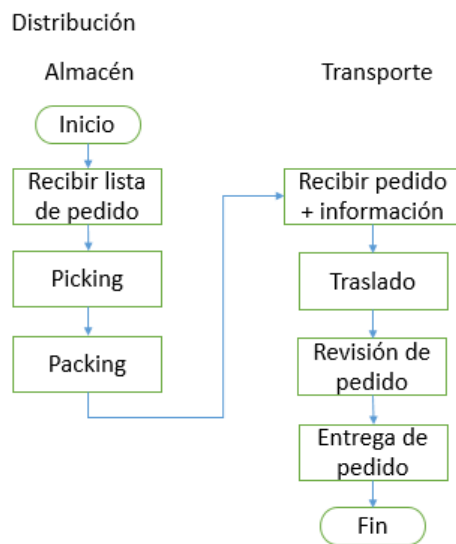 Distribución
Almacén
Transporte
Inicio
Recibir lista
de pedido
Picking
Packing
Recibir pedido
+ información
Traslado
Revisión de
pedido
Entrega de
pedido
Fin